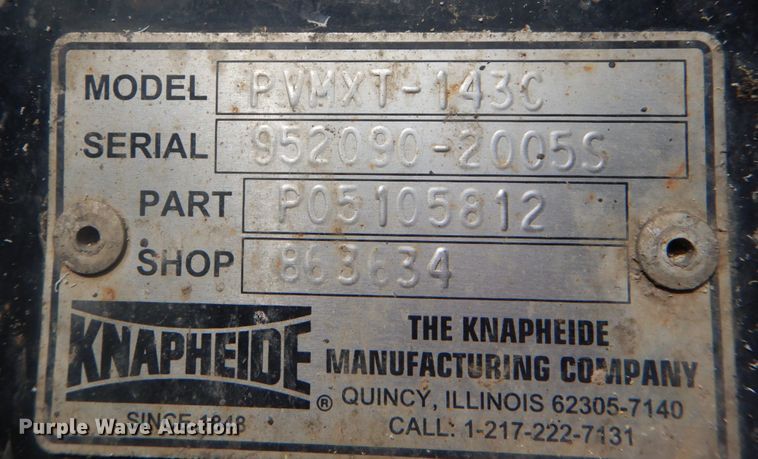 MODEL PVMXT-143C
SERIAL 952090-2005S
PART P05105812
SHOP 863634
KNAPHEIDE ®
SINCE 1848
THE KNAPHEIDE
MANUFACTURING COMPANY
QUINCY, ILLINOIS 62305-7140
CALL: 1-217-222-7131
Purple Wave Auction